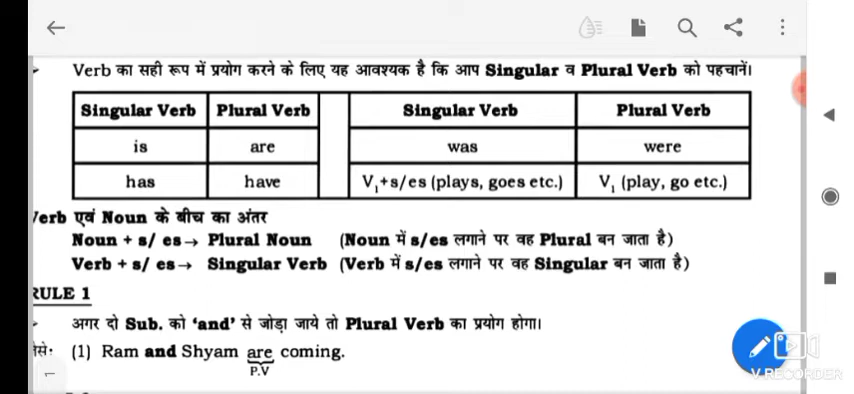 Verb का सही रूप में प्रयोग करने के लिए यह आवश्यक है कि आप Singular व Plural Verb को पहचानें।
Singular Verb Plural Verb Singular Verb Plural Verb
is are was were
has have V₁+s/es (plays, goes etc.) V₁ (play, go etc.)
Verb एवं Noun के बीच का अंतर
Noun + s/ es→ Plural Noun (Noun में s/es लगाने पर वह Plural बन जाता है)
Verb + s/ es→ Singular Verb (Verb में s/es लगाने पर वह Singular बन जाता है)
RULE 1
अगर दो Sub. को ‘and’ से जोड़ा जाये तो Plural Verb का प्रयोग होगा।
जैसे: (1) Ram and Shyam are coming.
P.V
1
V.RECORDER